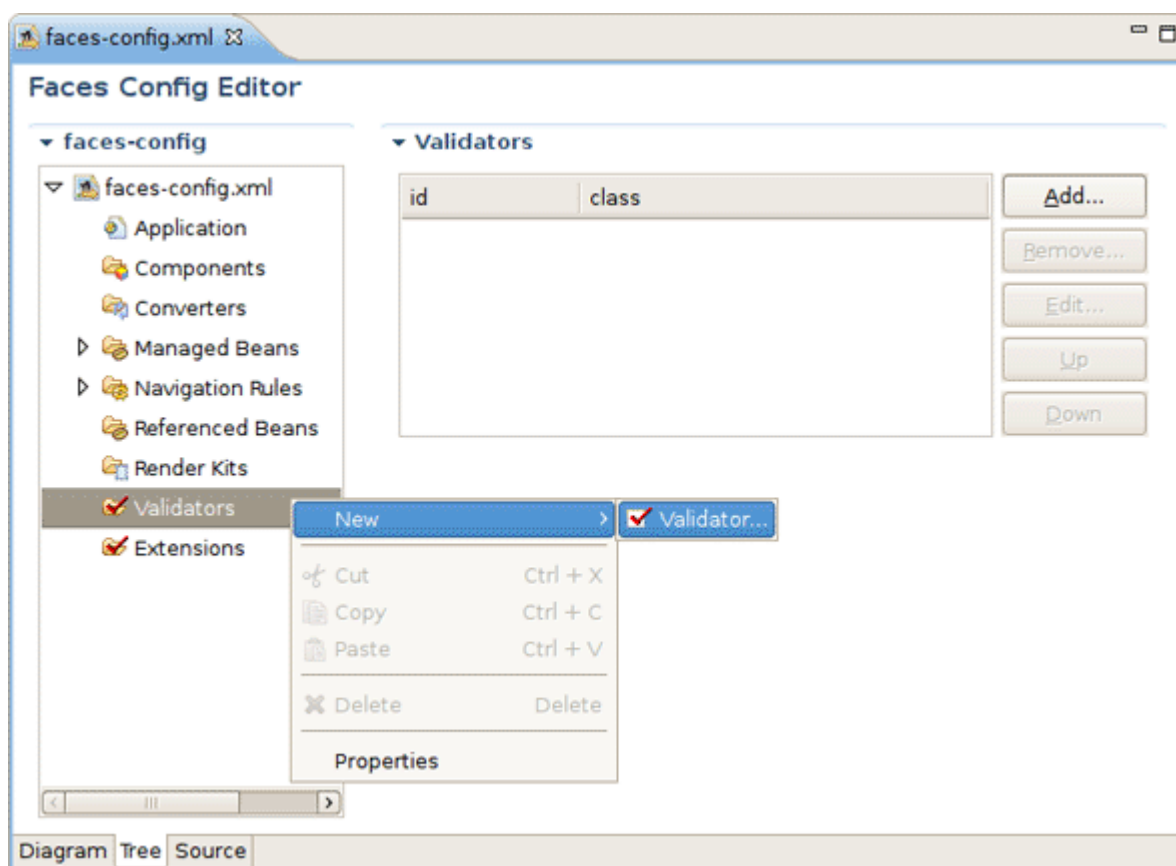 faces-config.xml
Faces Config Editor
faces-config
Validators
faces-config.xml
Application
Components
Converters
Managed Beans
Navigation Rules
Referenced Beans
Render Kits
Validators
Extensions
id class
Add...
Remove...
Edit...
Up
Down
New
Validator...
Cut Ctrl + X
Copy Ctrl + C
Paste Ctrl + V
Delete Delete
Properties
Diagram Tree Source